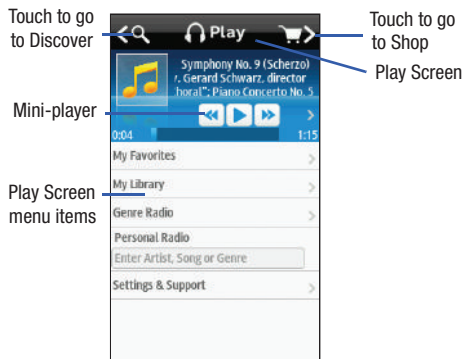 Touch to go
to Discover
Play
Touch to go
to Shop
Play Screen
Symphony No. 9 (Scherzo)
r. Gerard Schwarz, director
horal"; Piano Concerto No. 5
Mini-player
0:04
1:15
My Favorites
My Library
Play Screen
menu items
Genre Radio
Personal Radio
Enter Artist, Song or Genre
Settings & Support